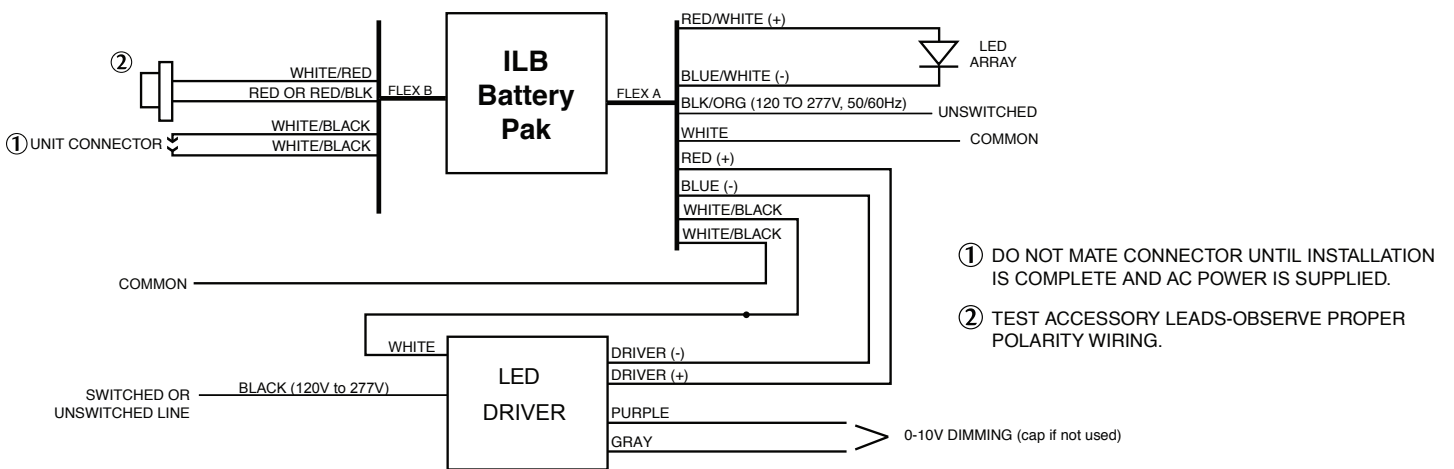 RED/WHITE (+)
②
ILB
Battery
Pak
LED
ARRAY
WHITE/RED
RED OR RED/BLK
FLEX B
FLEX A
BLUE/WHITE (-)
BLK/ORG (120 TO 277V, 50/60Hz)
UNSWITCHED
WHITE/BLACK
① UNIT CONNECTOR
WHITE/BLACK
WHITE
COMMON
RED (+)
BLUE (-)
WHITE/BLACK
WHITE/BLACK
COMMON
① DO NOT MATE CONNECTOR UNTIL INSTALLATION
IS COMPLETE AND AC POWER IS SUPPLIED.
② TEST ACCESSORY LEADS-OBSERVE PROPER
POLARITY WIRING.
WHITE
LED
DRIVER
DRIVER (-)
DRIVER (+)
SWITCHED OR
UNSWITCHED LINE
BLACK (120V to 277V)
PURPLE
GRAY
0-10V DIMMING (cap if not used)